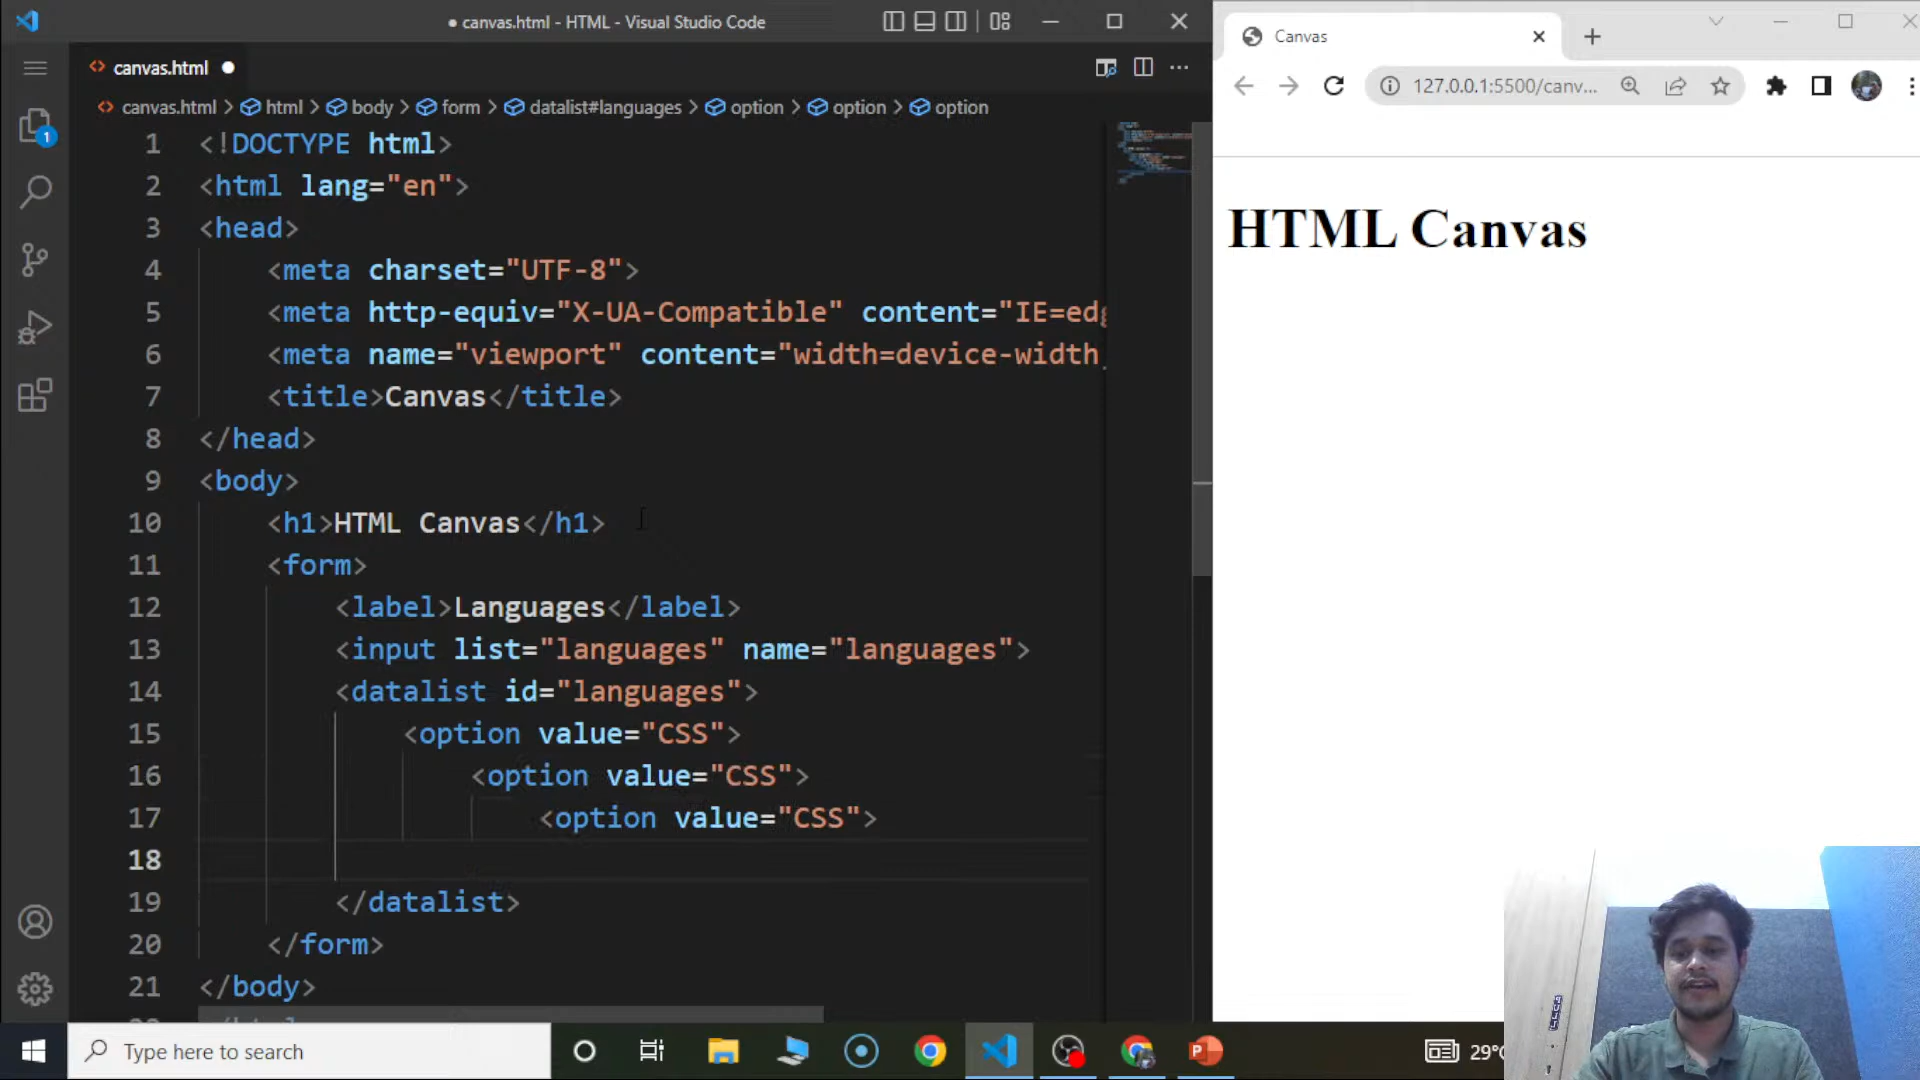 ● canvas.html - HTML - Visual Studio Code
canvas.html ●
canvas.html > html > body > form > datalist#languages > option > option > option
1 <!DOCTYPE html>
2 <html lang="en">
3 <head>
4 <meta charset="UTF-8">
5 <meta http-equiv="X-UA-Compatible" content="IE=edg
6 <meta name="viewport" content="width=device-width
7 <title>Canvas</title>
8 </head>
9 <body>
10 <h1>HTML Canvas</h1>
11 <form>
12 <label>Languages</label>
13 <input list="languages" name="languages">
14 <datalist id="languages">
15 <option value="CSS">
16 <option value="CSS">
17 <option value="CSS">
18
19 </datalist>
20 </form>
21 </body>
1
Canvas
127.0.0.1:5500/canv...
HTML Canvas
Type here to search
29°